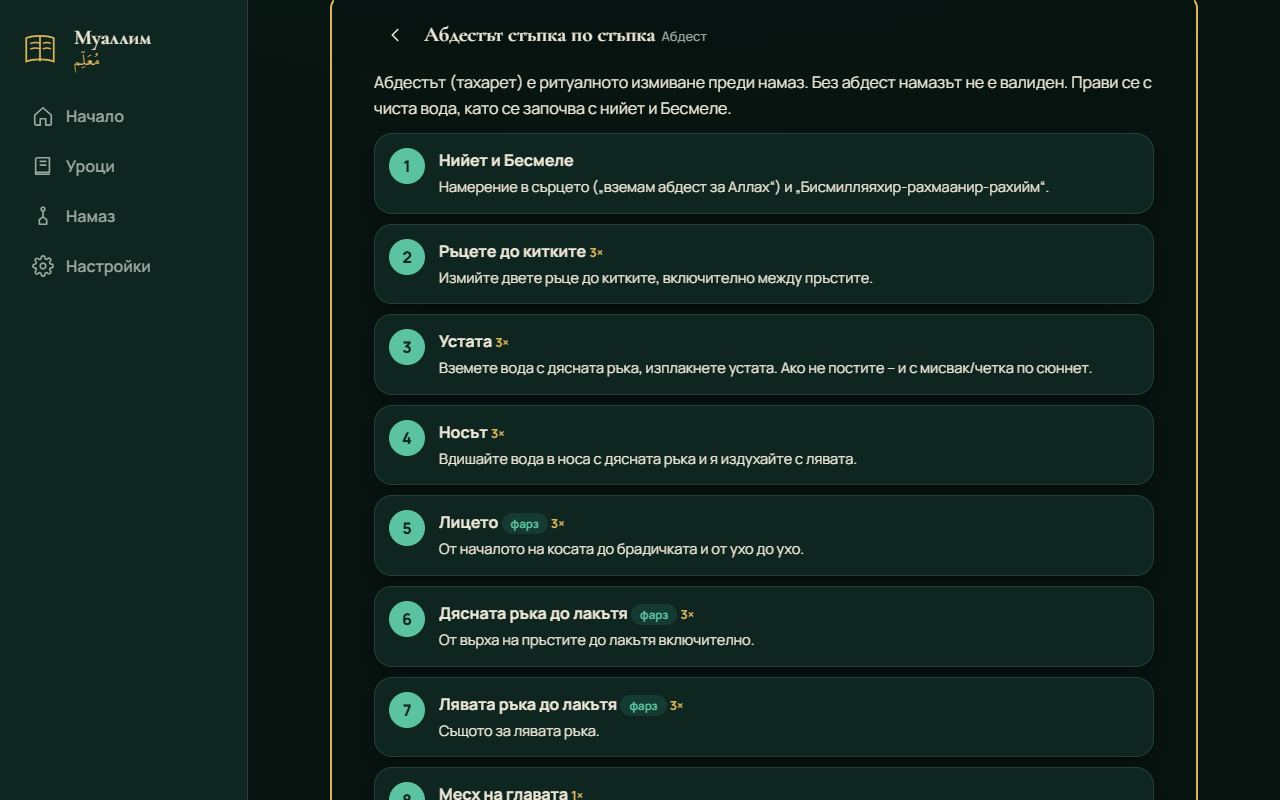 Муаллим
مُعَلِّم
Начало
Уроци
Намаз
Настройки
Абдестът стъпка по стъпка Абдест
Абдестът (тахарет) е ритуалното измиване преди намаз. Без абдест намазът не е валиден. Прави се с
чиста вода, като се започва с нийет и Бесмеле.
1 Нийет и Бесмеле
Намерение в сърцето („вземам абдест за Аллах“) и „Бисмилляяхир-рахмаанир-рахийм“.
2 Ръцете до китките 3×
Измийте двете ръце до китките, включително между пръстите.
3 Устата 3×
Вземете вода с дясната ръка, изплакнете устата. Ако не постите – и с мисвак/четка по сюннет.
4 Носът 3×
Вдишайте вода в носа с дясната ръка и я издухайте с лявата.
5 Лицето фарз 3×
От началото на косата до брадичката и от ухо до ухо.
6 Дясната ръка до лакътя фарз 3×
От върха на пръстите до лакътя включително.
7 Лявата ръка до лакътя фарз 3×
Същото за лявата ръка.
8 Месх на главата 1×